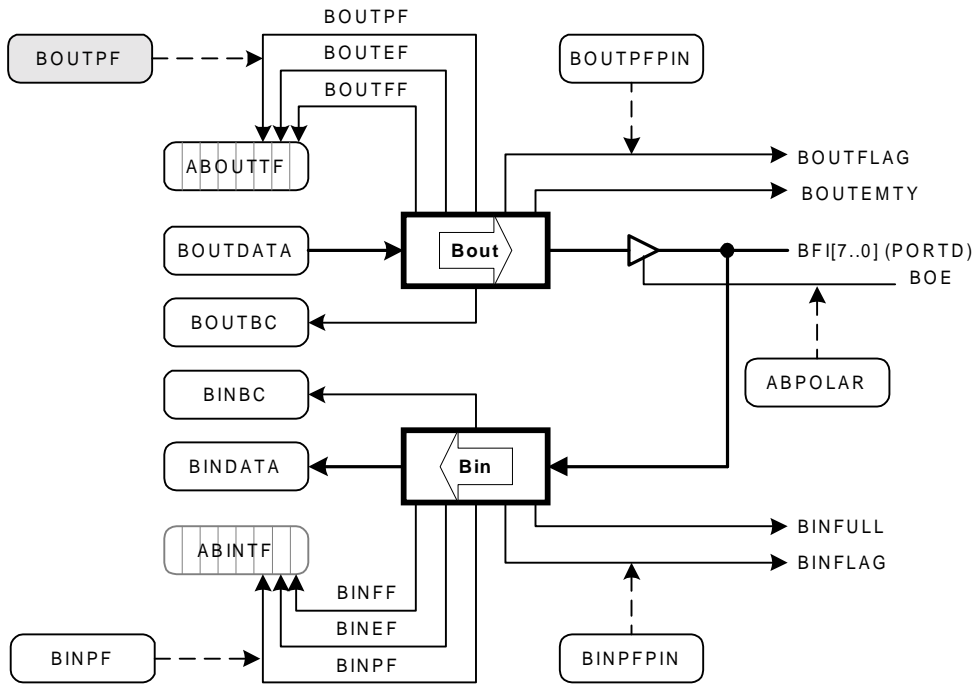 BOUTPF
BOUTPF
BOUTEF
BOUTFF
BOUTPFPIN
ABOUTTF
BOUTFLAG
BOUTEMTY
BOUTDATA
Bout
BFI[7..0] (PORTD)
BOE
BOUTBC
ABPOLAR
BINBC
BINDATA
Bin
BINFULL
ABINTF
BINFLAG
BINFF
BINEF
BINPF
BINPF
BINPFPIN